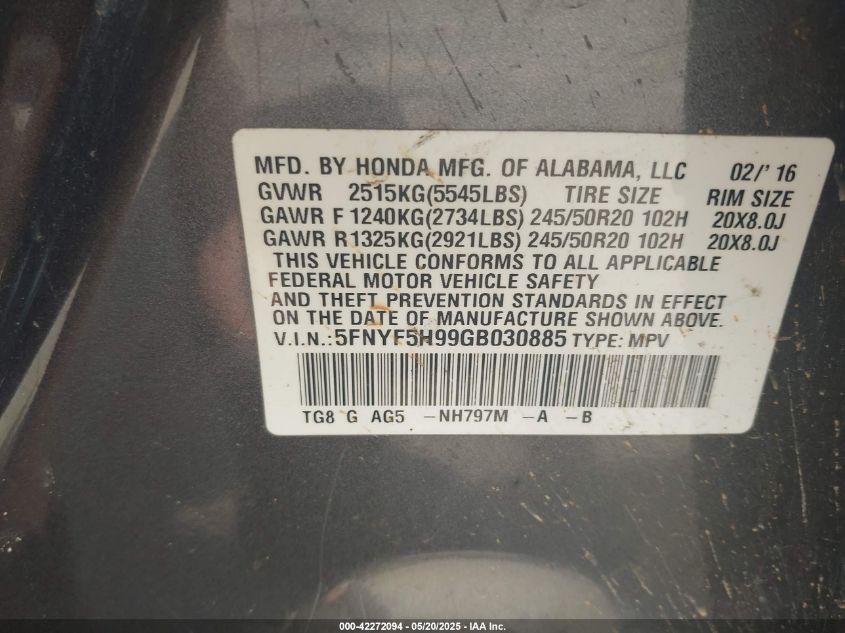 MFD. BY HONDA MFG. OF ALABAMA, LLC 02/' 16
GVWR 2515KG(5545LBS) TIRE SIZE RIM SIZE
GAWR F 1240KG(2734LBS) 245/50R20 102H 20X8.0J
GAWR R1325KG(2921LBS) 245/50R20 102H 20X8.0J
THIS VEHICLE CONFORMS TO ALL APPLICABLE
FEDERAL MOTOR VEHICLE SAFETY
AND THEFT PREVENTION STANDARDS IN EFFECT
ON THE DATE OF MANUFACTURE SHOWN ABOVE.
V.I.N.: 5FNYF5H99GB030885 TYPE: MPV
TG8 G AG5 -NH797M -A -B
000-42272094 - 05/20/2025 - IAA Inc.